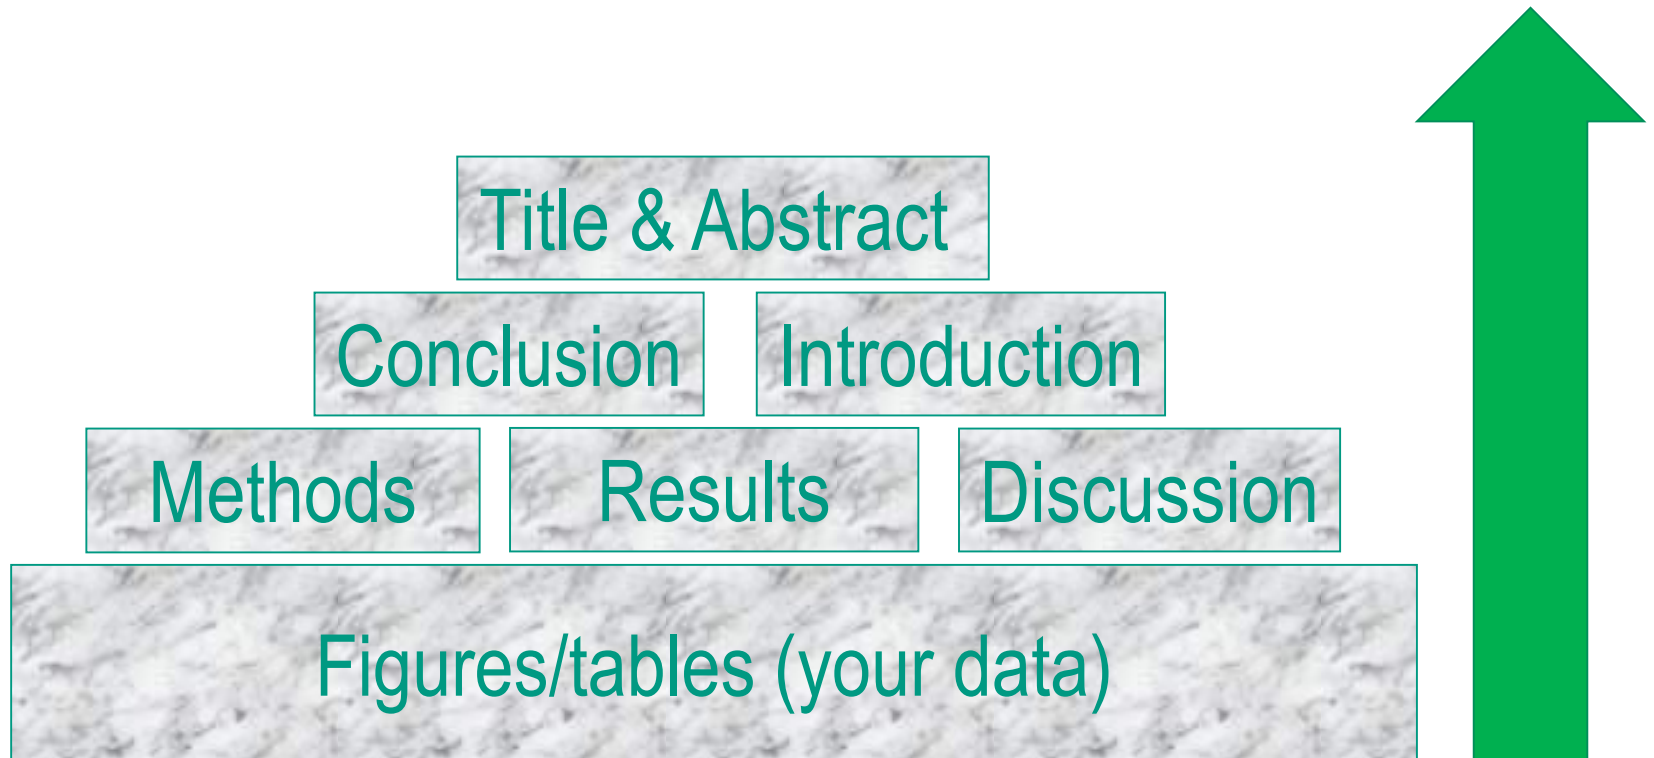 Title & Abstract
Conclusion Introduction
Methods Results Discussion
Figures/tables (your data)